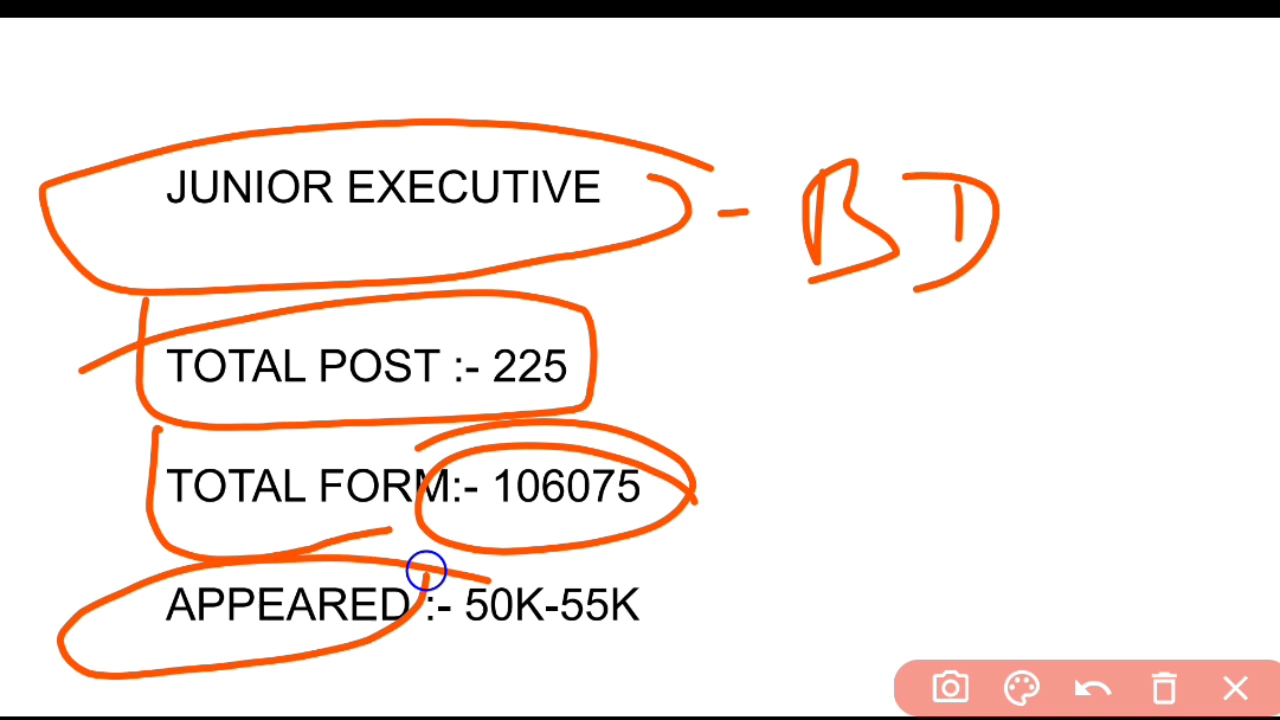 JUNIOR EXECUTIVE - BD
TOTAL POST :- 225
TOTAL FORM:- 106075
APPEARED :- 50K-55K